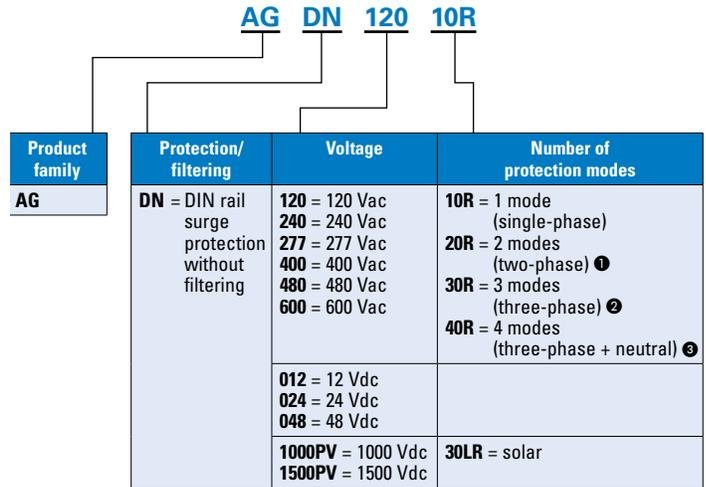 AG DN 120 10R
Product
family
AG
Protection/
filtering
DN = DIN rail
surge
protection
without
filtering
Voltage
120 = 120 Vac
240 = 240 Vac
277 = 277 Vac
400 = 400 Vac
480 = 480 Vac
600 = 600 Vac
012 = 12 Vdc
024 = 24 Vdc
048 = 48 Vdc
1000PV = 1000 Vdc
1500PV = 1500 Vdc
Number of
protection modes
10R = 1 mode
(single-phase)
20R = 2 modes
(two-phase) ❶
30R = 3 modes
(three-phase) ❷
40R = 4 modes
(three-phase + neutral) ❸
30LR = solar